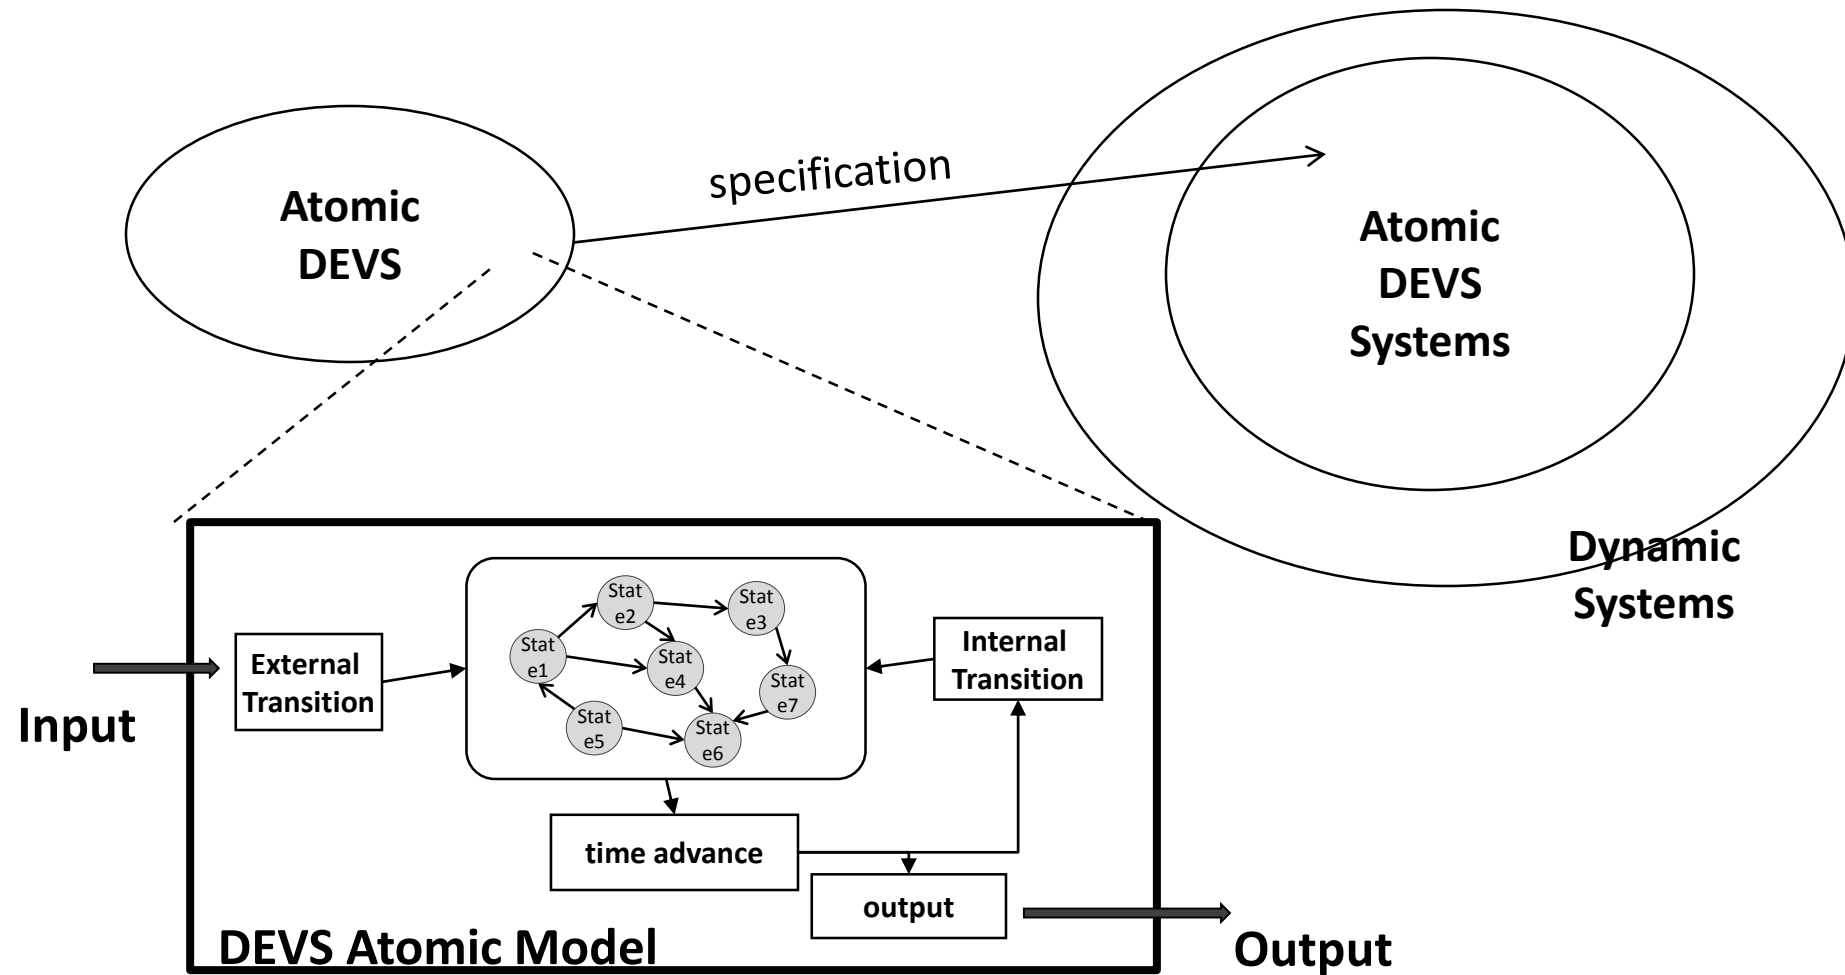 specification
Atomic
DEVS
Atomic
DEVS
Systems
Dynamic
Systems
Input
External
Transition
Stat
e1
Stat
e2
Stat
e3
Stat
e4
Stat
e5
Stat
e6
Stat
e7
Internal
Transition
time advance
output
DEVS Atomic Model
Output